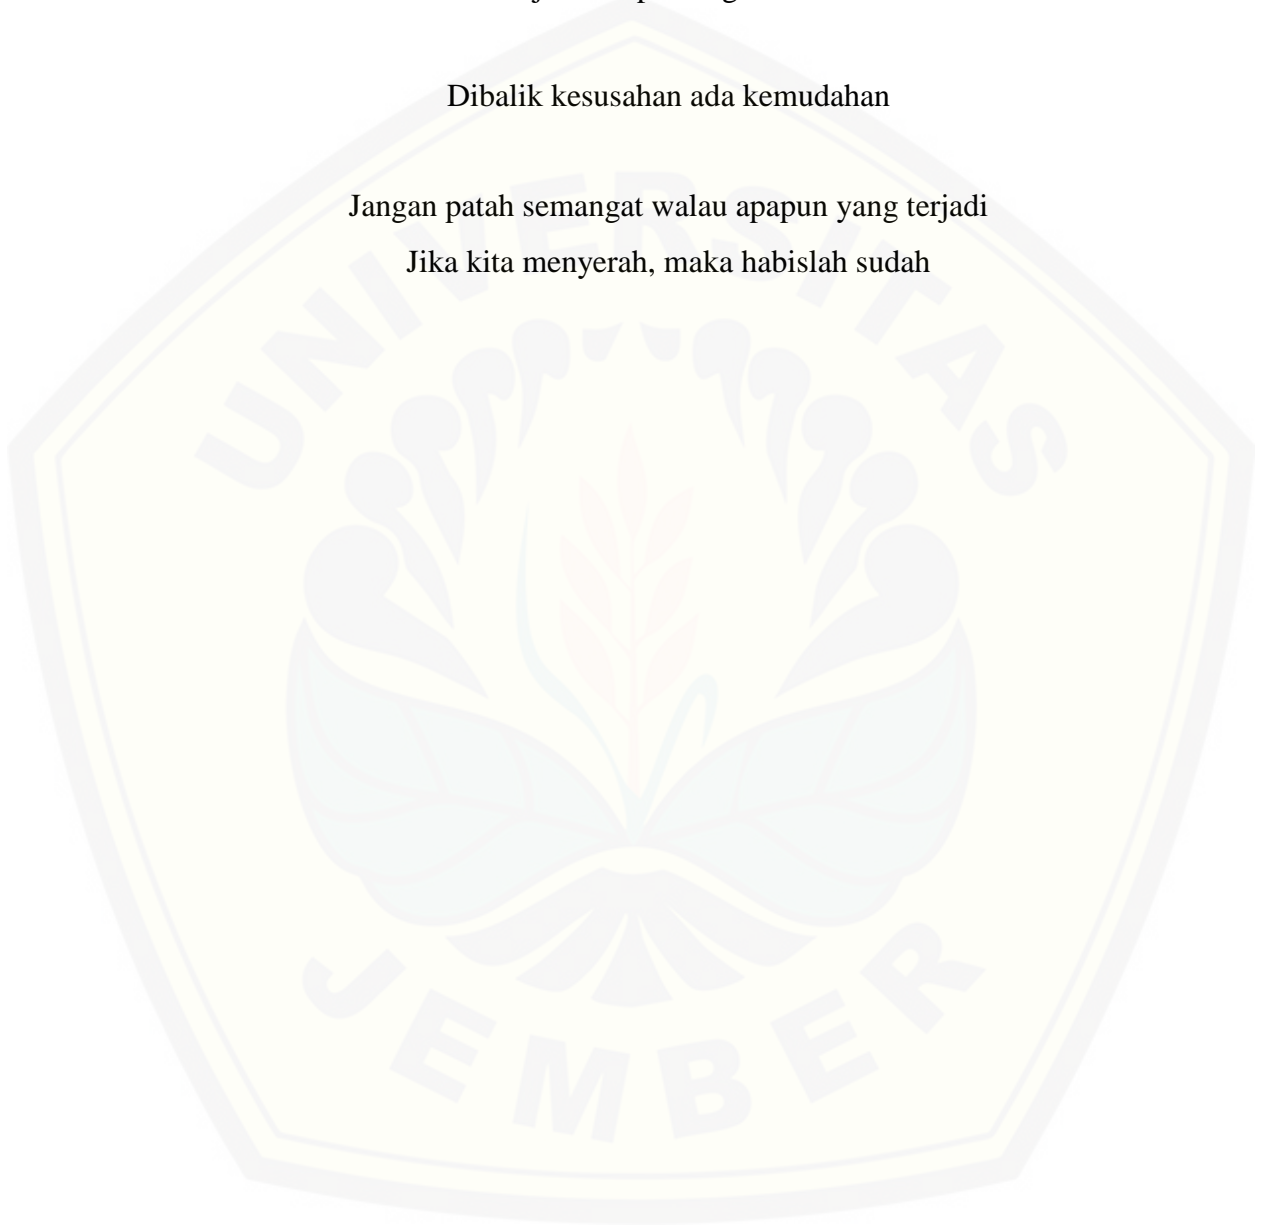 Dibalik kesusahan ada kemudahan
Jangan patah semangat walau apapun yang terjadi
Jika kita menyerah, maka habislah sudah
UNIVERSITAS
JEMBER